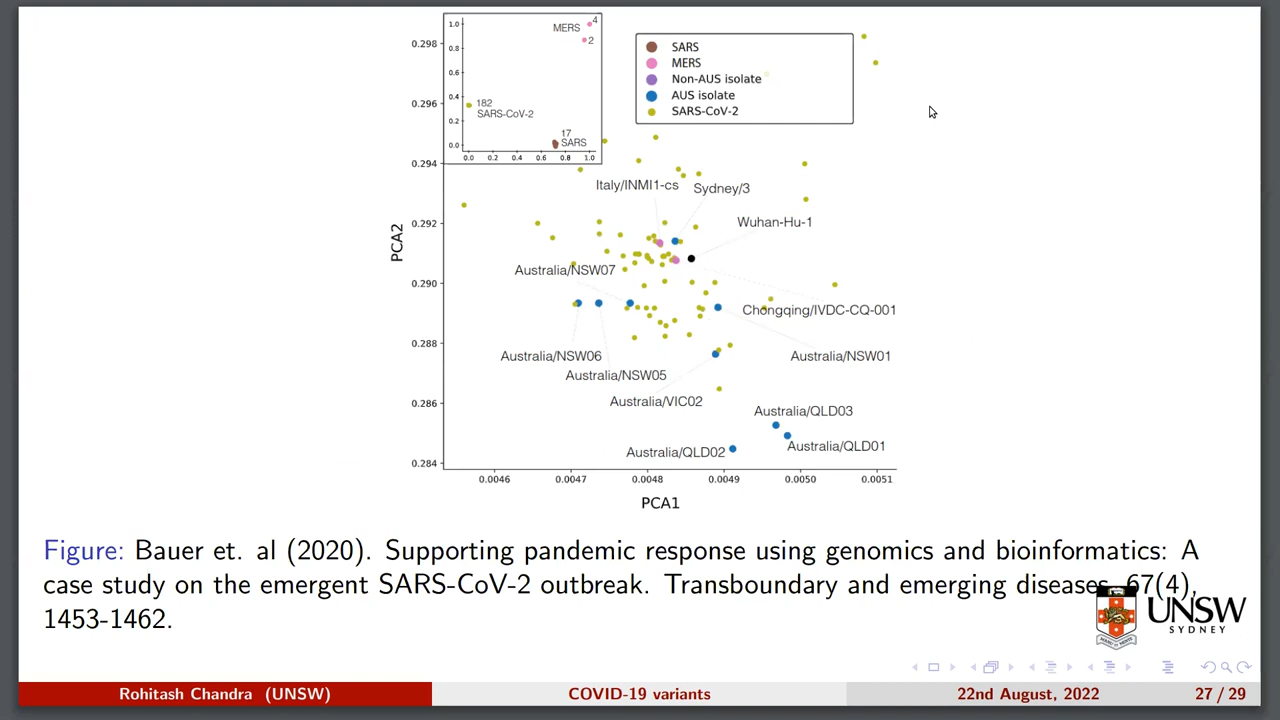 1.0
0.8
0.6
0.4
0.2
0.0
0.0 0.2 0.4 0.6 0.8 1.0
MERS
4
2
182
SARS-CoV-2
17
SARS
SARS
MERS
Non-AUS isolate
AUS isolate
SARS-CoV-2
0.298
0.296
0.294
0.292
0.290
0.288
0.286
0.284
PCA2
Italy/INMI1-cs
Sydney/3
Wuhan-Hu-1
Australia/NSW07
Chongqing/IVDC-CQ-001
Australia/NSW06
Australia/NSW01
Australia/NSW05
Australia/VIC02
Australia/QLD03
Australia/QLD01
Australia/QLD02
0.0046 0.0047 0.0048 0.0049 0.0050 0.0051
PCA1
Figure: Bauer et. al (2020). Supporting pandemic response using genomics and bioinformatics: A
case study on the emergent SARS-CoV-2 outbreak. Transboundary and emerging diseases, 67(4),
1453-1462.
UNSW
SYDNEY
Rohitash Chandra (UNSW) COVID-19 variants 22nd August, 2022 27 / 29